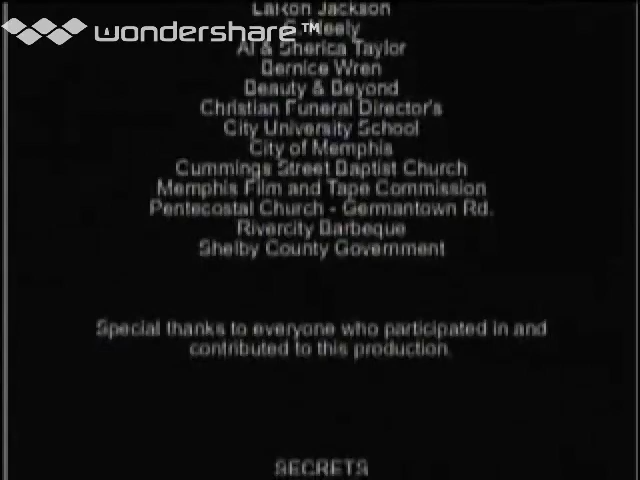 LaRon Jackson
wondershare™
Neely
Al & Sherica Taylor
Bernice Wren
Beauty & Beyond
Christian Funeral Director's
City University School
City of Memphis
Cummings Street Baptist Church
Memphis Film and Tape Commission
Pentecostal Church - Germantown Rd.
Rivercity Barbeque
Shelby County Government
Special thanks to everyone who participated in and
contributed to this production.
SECRETS